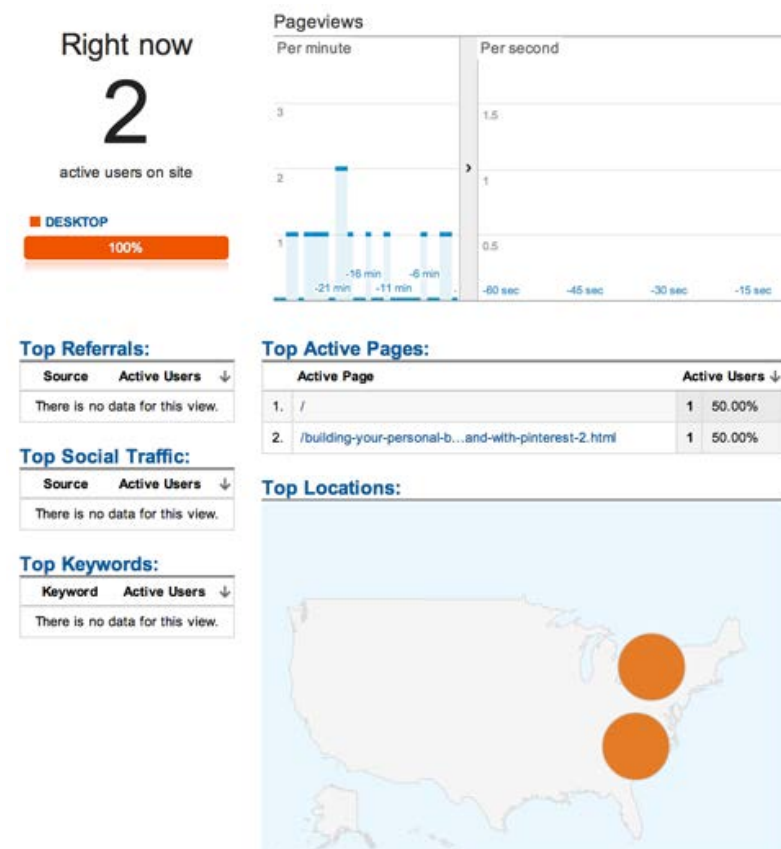 Right now
2
active users on site
DESKTOP
100%
Pageviews
Per minute
Per second
3
2
1
-21 min
-16 min
-11 min
-6 min
1.5
1
0.5
-60 sec
-45 sec
-30 sec
-15 sec
Top Referrals:
Source Active Users
There is no data for this view.
Top Social Traffic:
Source Active Users
There is no data for this view.
Top Keywords:
Keyword Active Users
There is no data for this view.
Top Active Pages:
Active Page Active Users
1. / 1 50.00%
2. /building-your-personal-b...and-with-pinterest-2.html 1 50.00%
Top Locations: